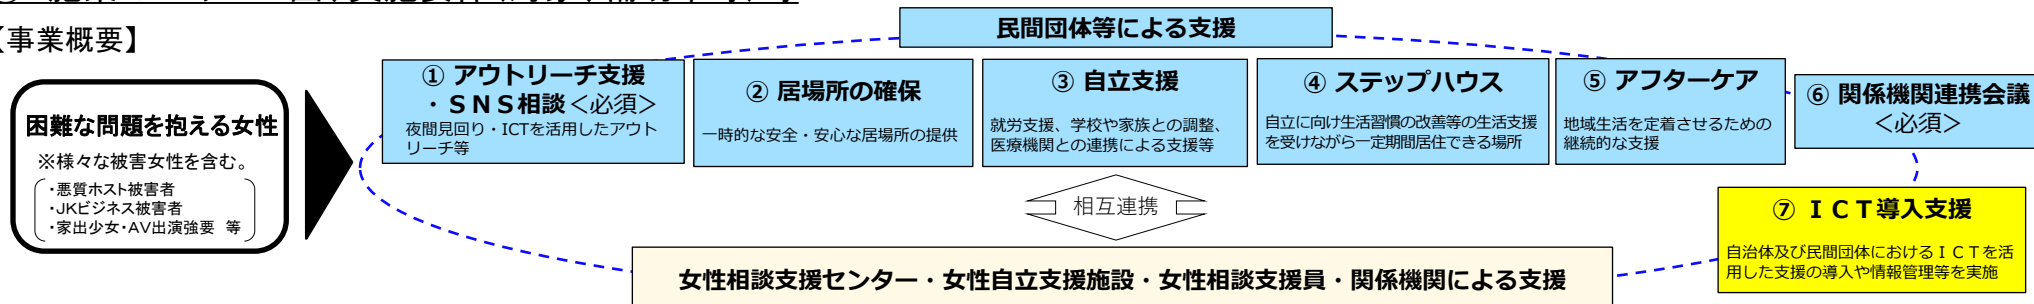 【事業概要】
民間団体等による支援
困難な問題を抱える女性
※様々な被害女性を含む。
・悪質ホスト被害者
・JKビジネス被害者
・家出少女・AV出演強要 等
① アウトリーチ支援
・ＳＮＳ相談＜必須＞
夜間見回り・ICTを活用したアウト
リーチ等
② 居場所の確保
一時的な安全・安心な居場所の提供
③ 自立支援
就労支援、学校や家族との調整、
医療機関との連携による支援等
④ ステップハウス
自立に向け生活習慣の改善等の生活支援
を受けながら一定期間居住できる場所
⑤ アフターケア
地域生活を定着させるための
継続的な支援
⑥ 関係機関連携会議
＜必須＞
相互連携
⑦ ＩＣＴ導入支援
自治体及び民間団体におけるＩＣＴを活
用した支援の導入や情報管理等を実施
女性相談支援センター・女性自立支援施設・女性相談支援員・関係機関による支援